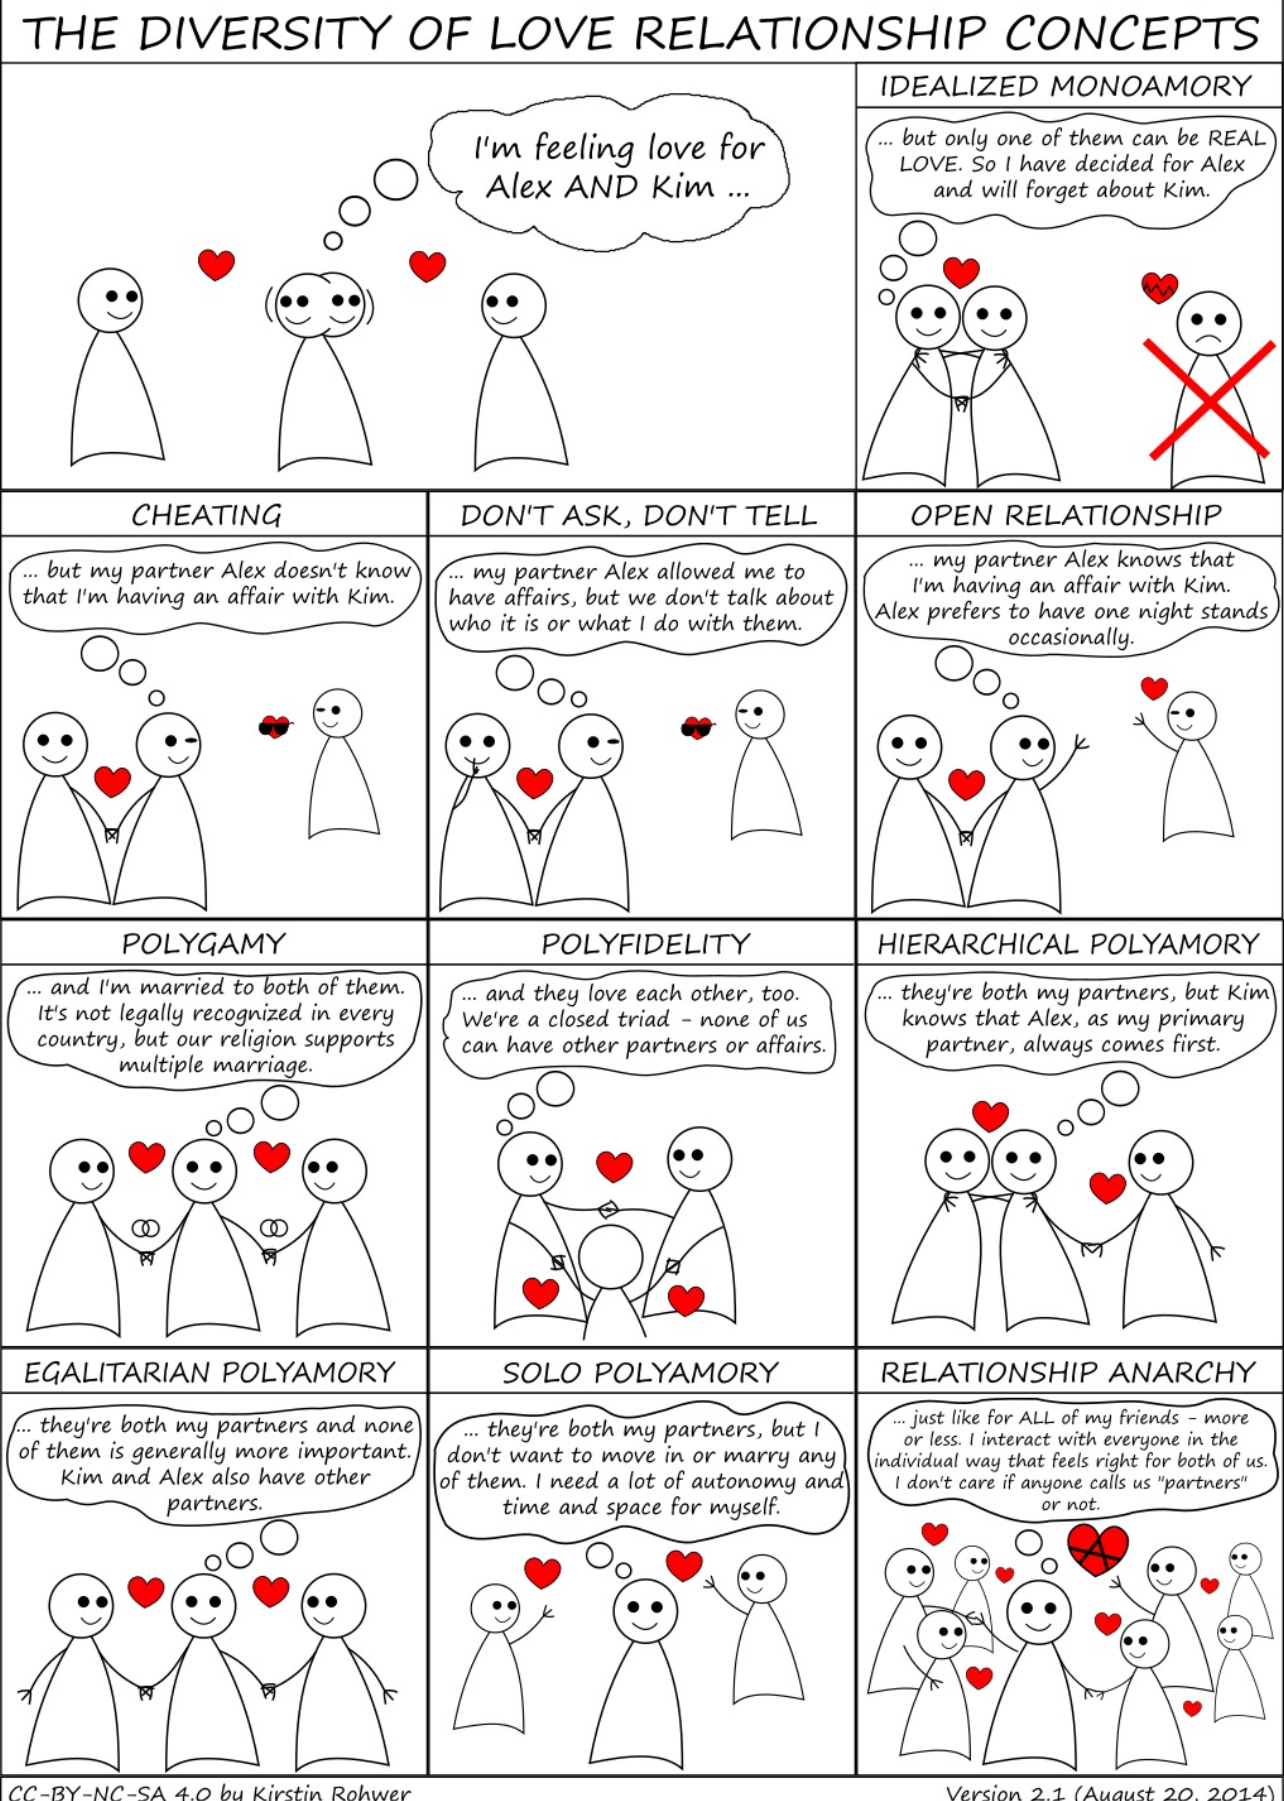 THE DIVERSITY OF LOVE RELATIONSHIP CONCEPTS
I'm feeling love for
Alex AND Kim ...
IDEALIZED MONOAMORY
... but only one of them can be REAL
LOVE. So I have decided for Alex
and will forget about Kim.
CHEATING
... but my partner Alex doesn't know
that I'm having an affair with Kim.
DON'T ASK, DON'T TELL
... my partner Alex allowed me to
have affairs, but we don't talk about
who it is or what I do with them.
OPEN RELATIONSHIP
... my partner Alex knows that
I'm having an affair with Kim.
Alex prefers to have one night stands
occasionally.
POLYGAMY
... and I'm married to both of them.
It's not legally recognized in every
country, but our religion supports
multiple marriage.
POLYFIDELITY
... and they love each other, too.
We're a closed triad - none of us
can have other partners or affairs.
HIERARCHICAL POLYAMORY
... they're both my partners, but Kim
knows that Alex, as my primary
partner, always comes first.
EGALITARIAN POLYAMORY
... they're both my partners and none
of them is generally more important.
Kim and Alex also have other
partners.
SOLO POLYAMORY
... they're both my partners, but I
don't want to move in or marry any
of them. I need a lot of autonomy and
time and space for myself.
RELATIONSHIP ANARCHY
... just like for ALL of my friends - more
or less. I interact with everyone in the
individual way that feels right for both of us.
I don't care if anyone calls us "partners"
or not.
CC-BY-NC-SA 4.0 by Kirstin Rohwer
Version 2.1 (August 20, 2014)